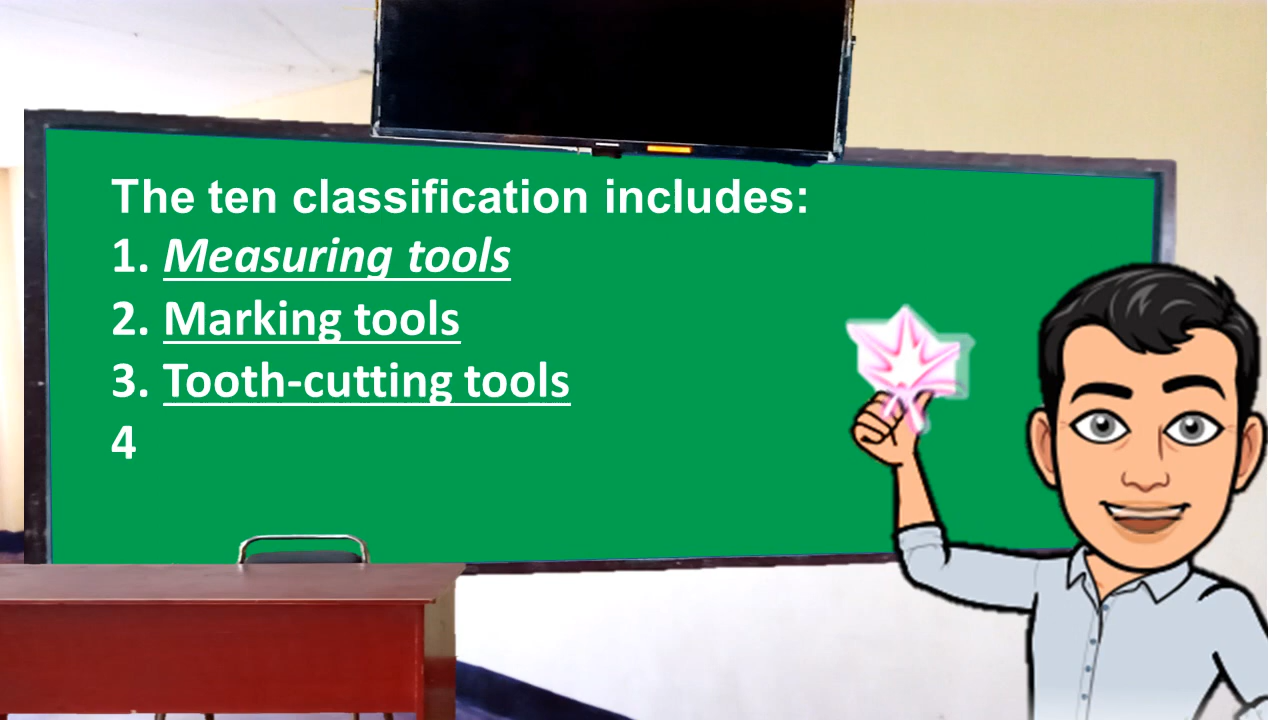 The ten classification includes:
1. Measuring tools
2. Marking tools
3. Tooth-cutting tools
4